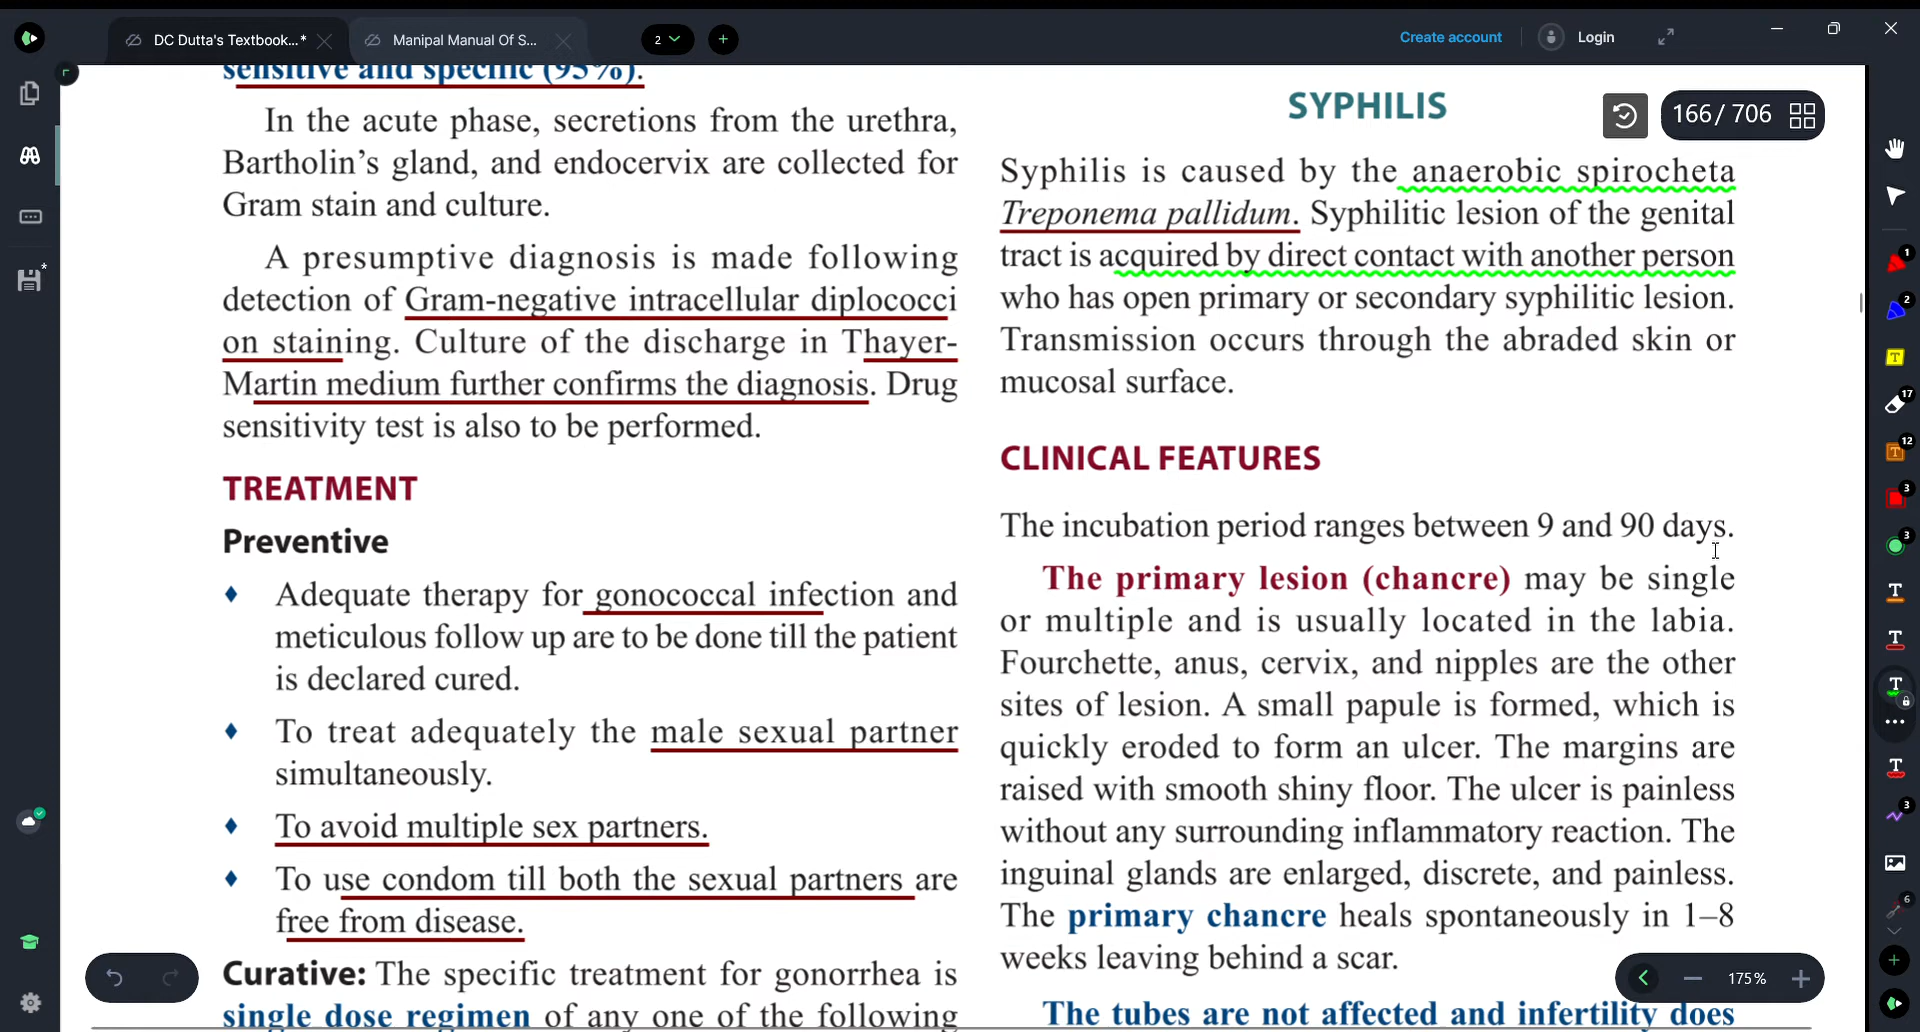 DC Dutta's Textbook...*
Manipal Manual Of S...
2
Create account
Login
166/ 706
sensitive and specific (95%).
In the acute phase, secretions from the urethra,
Bartholin's gland, and endocervix are collected for
Gram stain and culture.
A presumptive diagnosis is made following
detection of Gram-negative intracellular diplococci
on staining. Culture of the discharge in Thayer-
Martin medium further confirms the diagnosis. Drug
sensitivity test is also to be performed.
TREATMENT
Preventive
Adequate therapy for gonococcal infection and
meticulous follow up are to be done till the patient
is declared cured.
To treat adequately the male sexual partner
simultaneously.
To avoid multiple sex partners.
To use condom till both the sexual partners are
free from disease.
Curative: The specific treatment for gonorrhea is
single dose regimen of any one of the following
SYPHILIS
Syphilis is caused by the anaerobic spirocheta
Treponema pallidum. Syphilitic lesion of the genital
tract is acquired by direct contact with another person
who has open primary or secondary syphilitic lesion.
Transmission occurs through the abraded skin or
mucosal surface.
CLINICAL FEATURES
The incubation period ranges between 9 and 90 days.
The primary lesion (chancre) may be single
or multiple and is usually located in the labia.
Fourchette, anus, cervix, and nipples are the other
sites of lesion. A small papule is formed, which is
quickly eroded to form an ulcer. The margins are
raised with smooth shiny floor. The ulcer is painless
without any surrounding inflammatory reaction. The
inguinal glands are enlarged, discrete, and painless.
The primary chancre heals spontaneously in 1–8
weeks leaving behind a scar.
The tubes are not affected and infertility does
175%
1
2
T
17
12
T
3
3
T
T
T
T
3
6